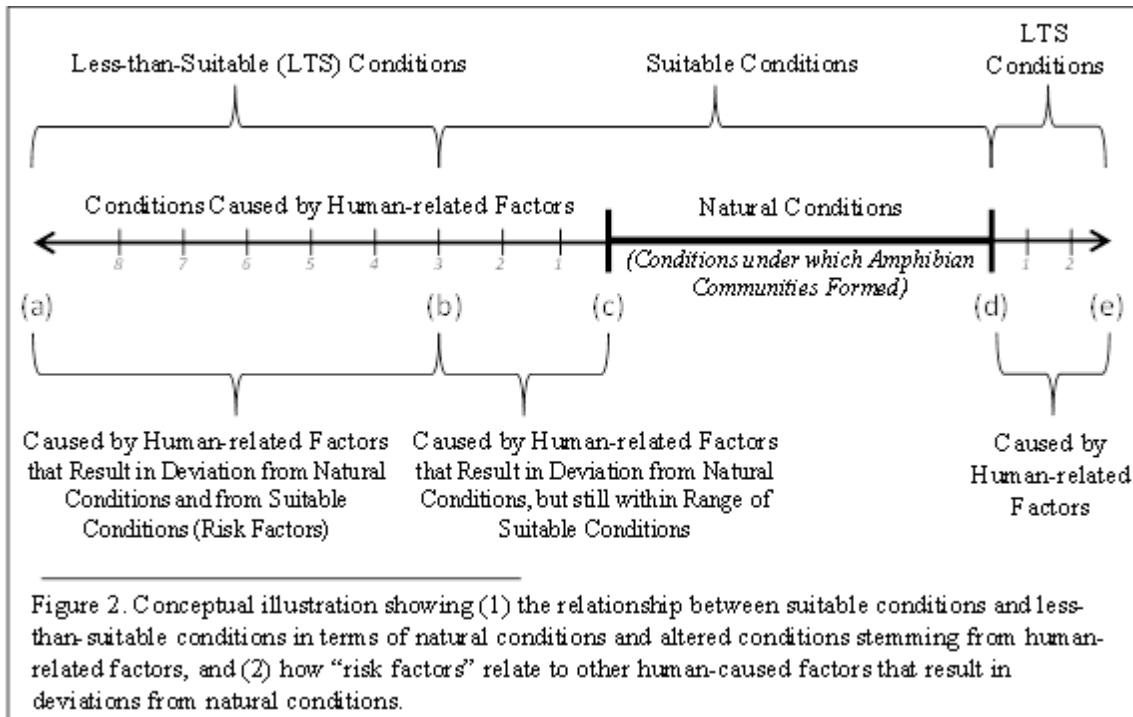 Less-than-Suitable (LTS) Conditions
Suitable Conditions
LTS
Conditions
Conditions Caused by Human-related Factors
Natural Conditions
8 7 6 5 4 3 2 1
(Conditions under which Amphibian
Communities Formed)
1 2
(a) (b) (c) (d) (e)
Caused by Human-related Factors
that Result in Deviation from Natural
Conditions and from Suitable
Conditions (Risk Factors)
Caused by Human-related Factors
that Result in Deviation from Natural
Conditions, but still within Range of
Suitable Conditions
Caused by
Human-related
Factors
Figure 2. Conceptual illustration showing (1) the relationship between suitable conditions and less-
than-suitable conditions in terms of natural conditions and altered conditions stemming from human-
related factors, and (2) how “risk factors” relate to other human-caused factors that result in
deviations from natural conditions.